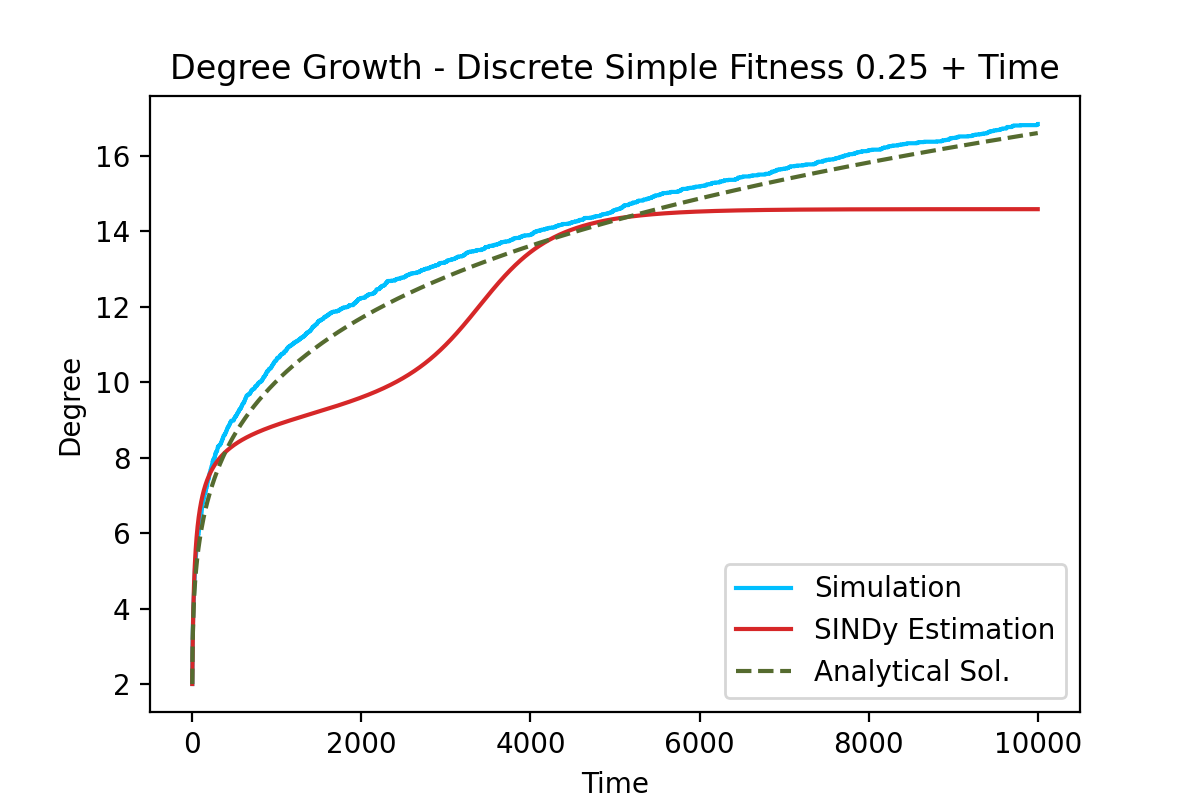 Degree Growth - Discrete Simple Fitness 0.25 + Time
16
14
12
10
8
6
4
2
Degree
Simulation
SINDy Estimation
Analytical Sol.
0 2000 4000 6000 8000 10000
Time